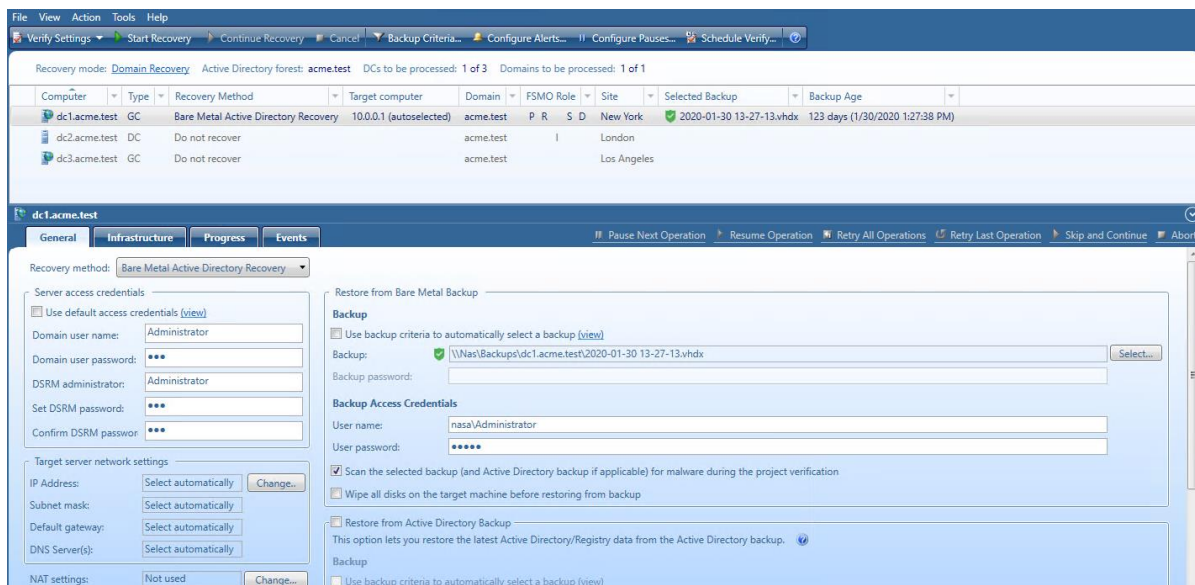 File View Action Tools Help
Verify Settings Start Recovery Continue Recovery Cancel Backup Criteria... Configure Alerts... Configure Pauses... Schedule Verify...
Recovery mode: Domain Recovery Active Directory forest: acme.test DCs to be processed: 1 of 3 Domains to be processed: 1 of 1
Computer Type Recovery Method Target computer Domain FSMO Role Site Selected Backup Backup Age
dc1.acme.test GC Bare Metal Active Directory Recovery 10.0.0.1 (autoselected) acme.test P R S D New York 2020-01-30 13-27-13.vhdx 123 days (1/30/2020 1:27:38 PM)
dc2.acme.test DC Do not recover acme.test I London
dc3.acme.test GC Do not recover acme.test Los Angeles
dc1.acme.test
General Infrastructure Progress Events Pause Next Operation Resume Operation Retry All Operations Retry Last Operation Skip and Continue Abort
Recovery method: Bare Metal Active Directory Recovery
Server access credentials
Use default access credentials (view)
Domain user name: Administrator
Domain user password: •••
DSRM administrator: Administrator
Set DSRM password: •••
Confirm DSRM passwor •••
Target server network settings
IP Address: Select automatically Change..
Subnet mask: Select automatically
Default gateway: Select automatically
DNS Server(s): Select automatically
NAT settings: Not used Change...
Restore from Bare Metal Backup
Backup
Use backup criteria to automatically select a backup (view)
Backup: \\Nas\Backups\dc1.acme.test\2020-01-30 13-27-13.vhdx Select...
Backup password:
Backup Access Credentials
User name: nasa\Administrator
User password: •••••
Scan the selected backup (and Active Directory backup if applicable) for malware during the project verification
Wipe all disks on the target machine before restoring from backup
Restore from Active Directory Backup
This option lets you restore the latest Active Directory/Registry data from the Active Directory backup.
Backup
Use backup criteria to automatically select a backup (view)